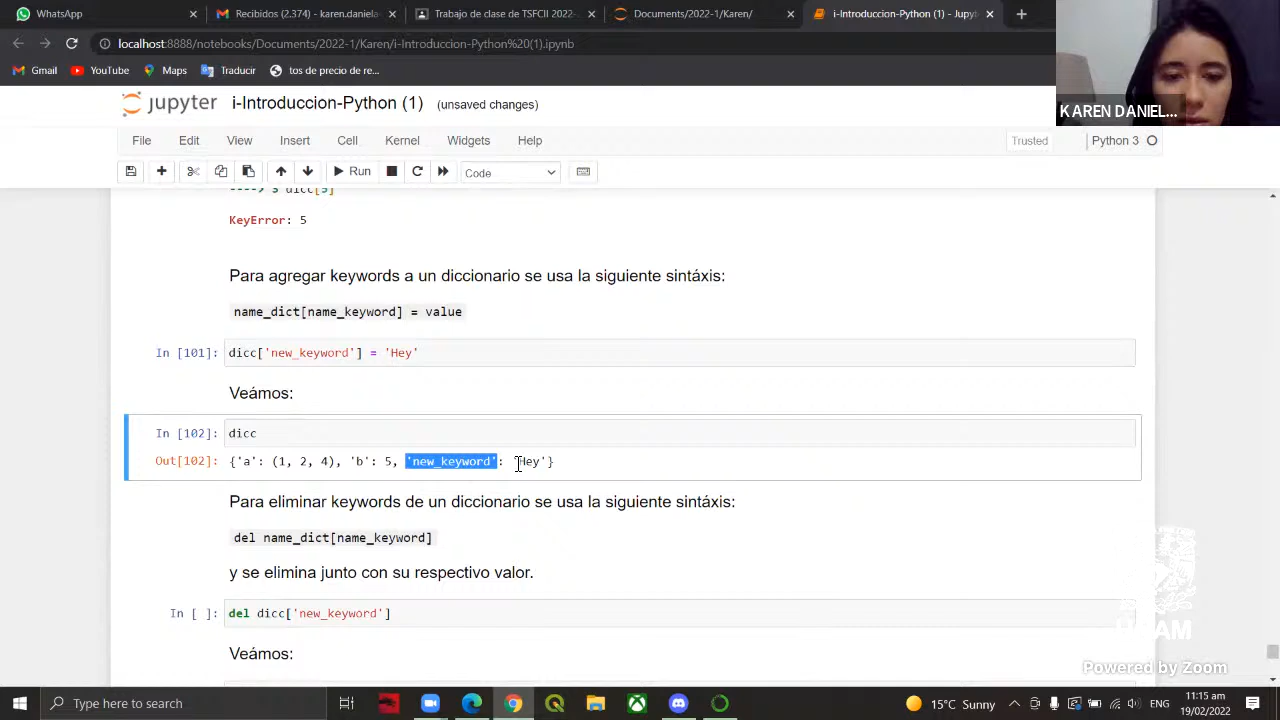 WhatsApp
Recibidos (2.374) - karen.daniela
Trabajo de clase de TSFCII 2022-
Documents/2022-1/Karen/
i-Introduccion-Python (1) - Jupyt
localhost:8888/notebooks/Documents/2022-1/Karen/i-Introduccion-Python%20(1).ipynb
Gmail
YouTube
Maps
Traducir
tos de precio de re...
KAREN DANIEL...
jupyter
i-Introduccion-Python (1)
(unsaved changes)
File Edit View Insert Cell Kernel Widgets Help
Trusted
Python 3
Run
Code
----> 3 dicc[5]
KeyError: 5
Para agregar keywords a un diccionario se usa la siguiente sintáxis:
name_dict[name_keyword] = value
In [101]: dicc['new_keyword'] = 'Hey'
Veámos:
In [102]: dicc
Out[102]: {'a': (1, 2, 4), 'b': 5, 'new_keyword': 'Hey'}
Para eliminar keywords de un diccionario se usa la siguiente sintáxis:
del name_dict[name_keyword]
y se elimina junto con su respectivo valor.
In [ ]: del dicc['new_keyword']
Veámos:
UNAM
Powered by Zoom
Type here to search
15°C Sunny
11:15 am
19/02/2022